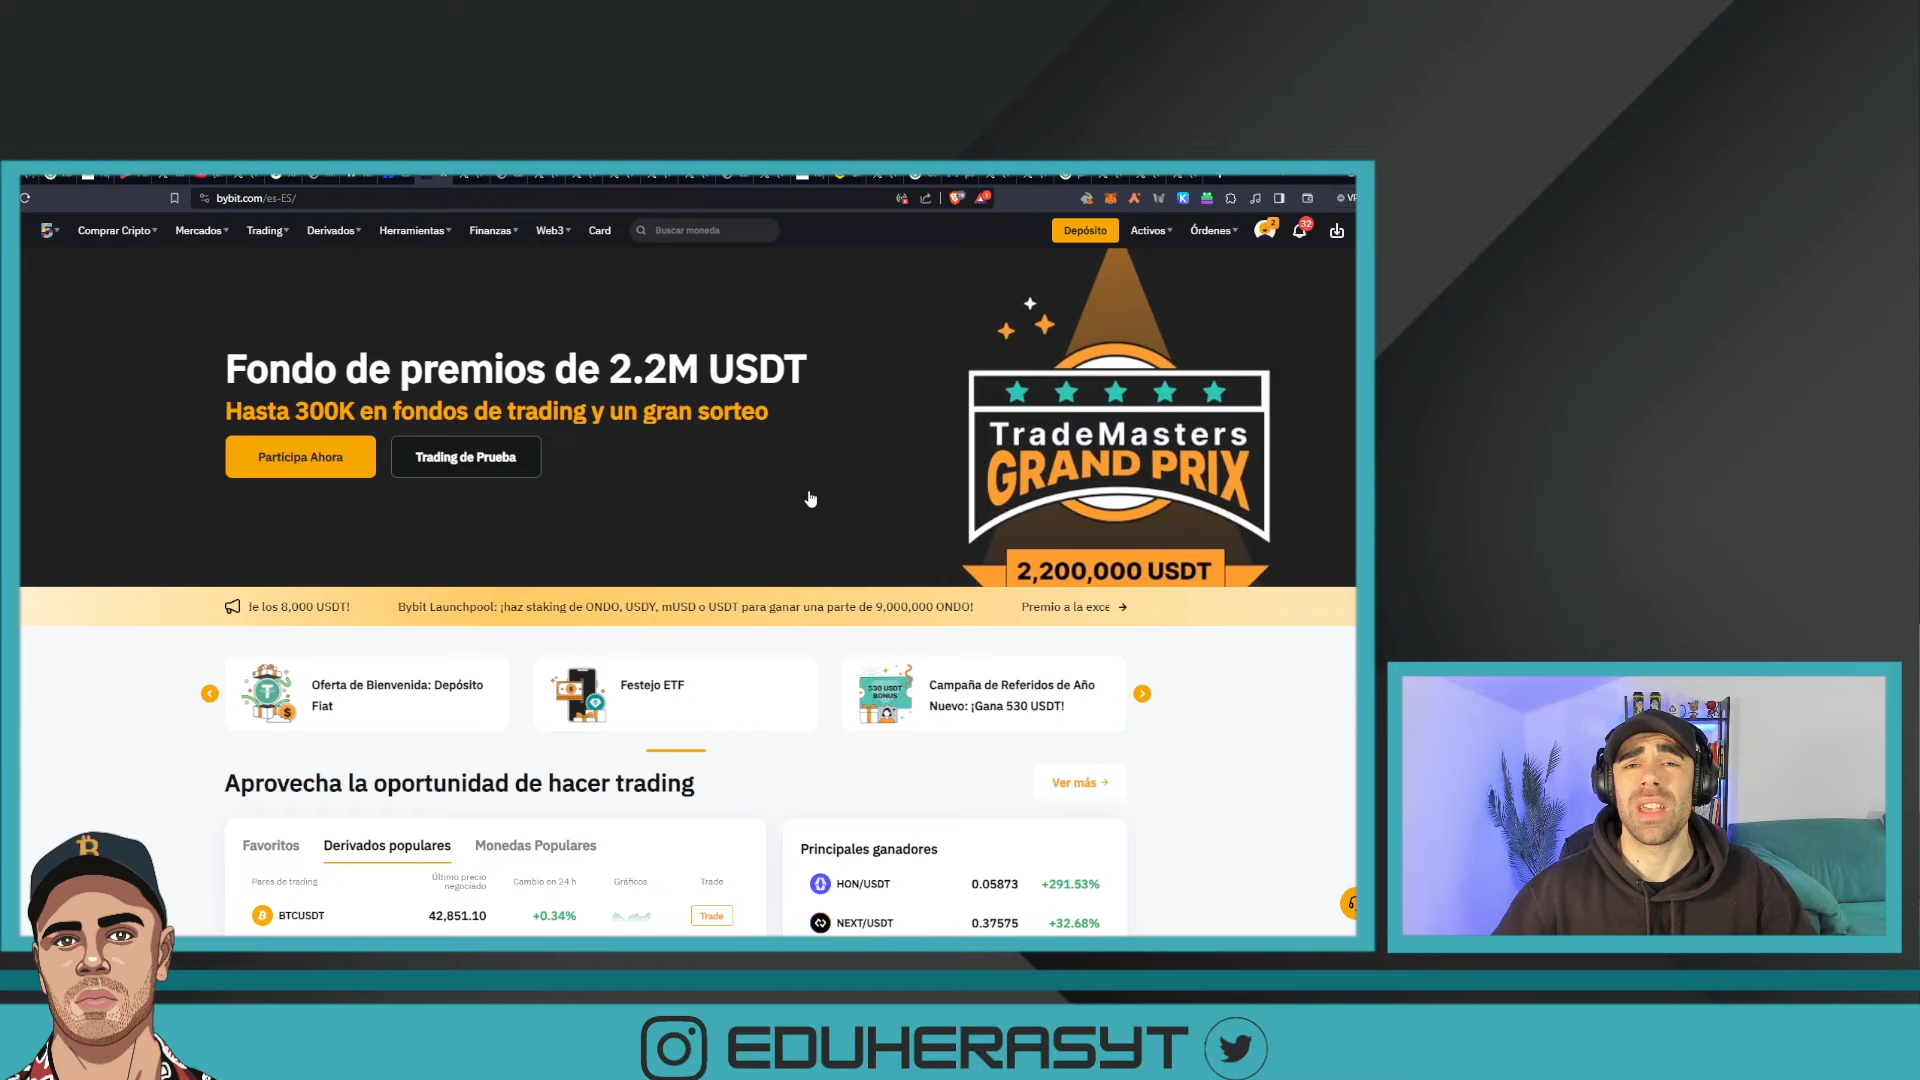 bybit.com/es-ES/
Comprar Cripto
Mercados
Trading
Derivados
Herramientas
Finanzas
Web3
Card
Buscar moneda
Depósito
Activos
Órdenes
2
32
Fondo de premios de 2.2M USDT
Hasta 300K en fondos de trading y un gran sorteo
Participa Ahora
Trading de Prueba
TradeMasters
GRAND PRIX
2,200,000 USDT
de los 8,000 USDT!
Bybit Launchpool: ¡haz staking de ONDO, USDY, mUSD o USDT para ganar una parte de 9,000,000 ONDO!
Premio a la exce
Oferta de Bienvenida: Depósito
Fiat
Festejo ETF
530 USDT
BONUS
Campaña de Referidos de Año
Nuevo: ¡Gana 530 USDT!
Aprovecha la oportunidad de hacer trading
Ver más
Favoritos
Derivados populares
Monedas Populares
Pares de trading
Último precio
negociado
Cambio en 24 h
Gráficos
Trade
BTCUSDT
42,851.10
+0.34%
Trade
Principales ganadores
HON/USDT
0.05873
+291.53%
NEXT/USDT
0.37575
+32.68%
EDUHERASYT